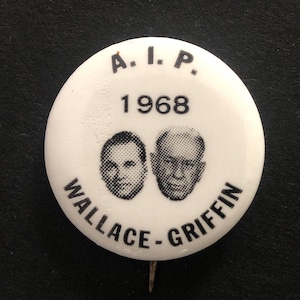 A. I. P.
1968
WALLACE-GRIFFIN